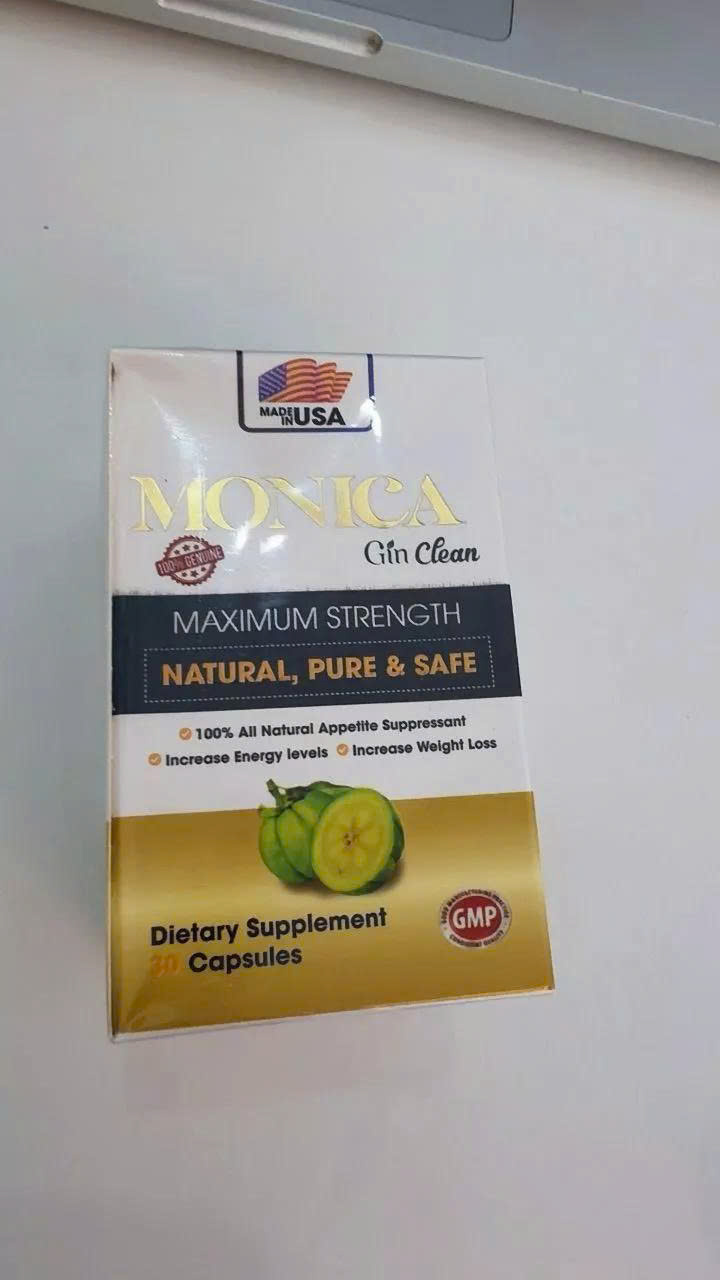 MADE
IN USA
MONICA
100% GENUINE
Gin Clean
MAXIMUM STRENGTH
NATURAL, PURE & SAFE
100% All Natural Appetite Suppressant
Increase Energy levels Increase Weight Loss
GMP
Dietary Supplement
30 Capsules